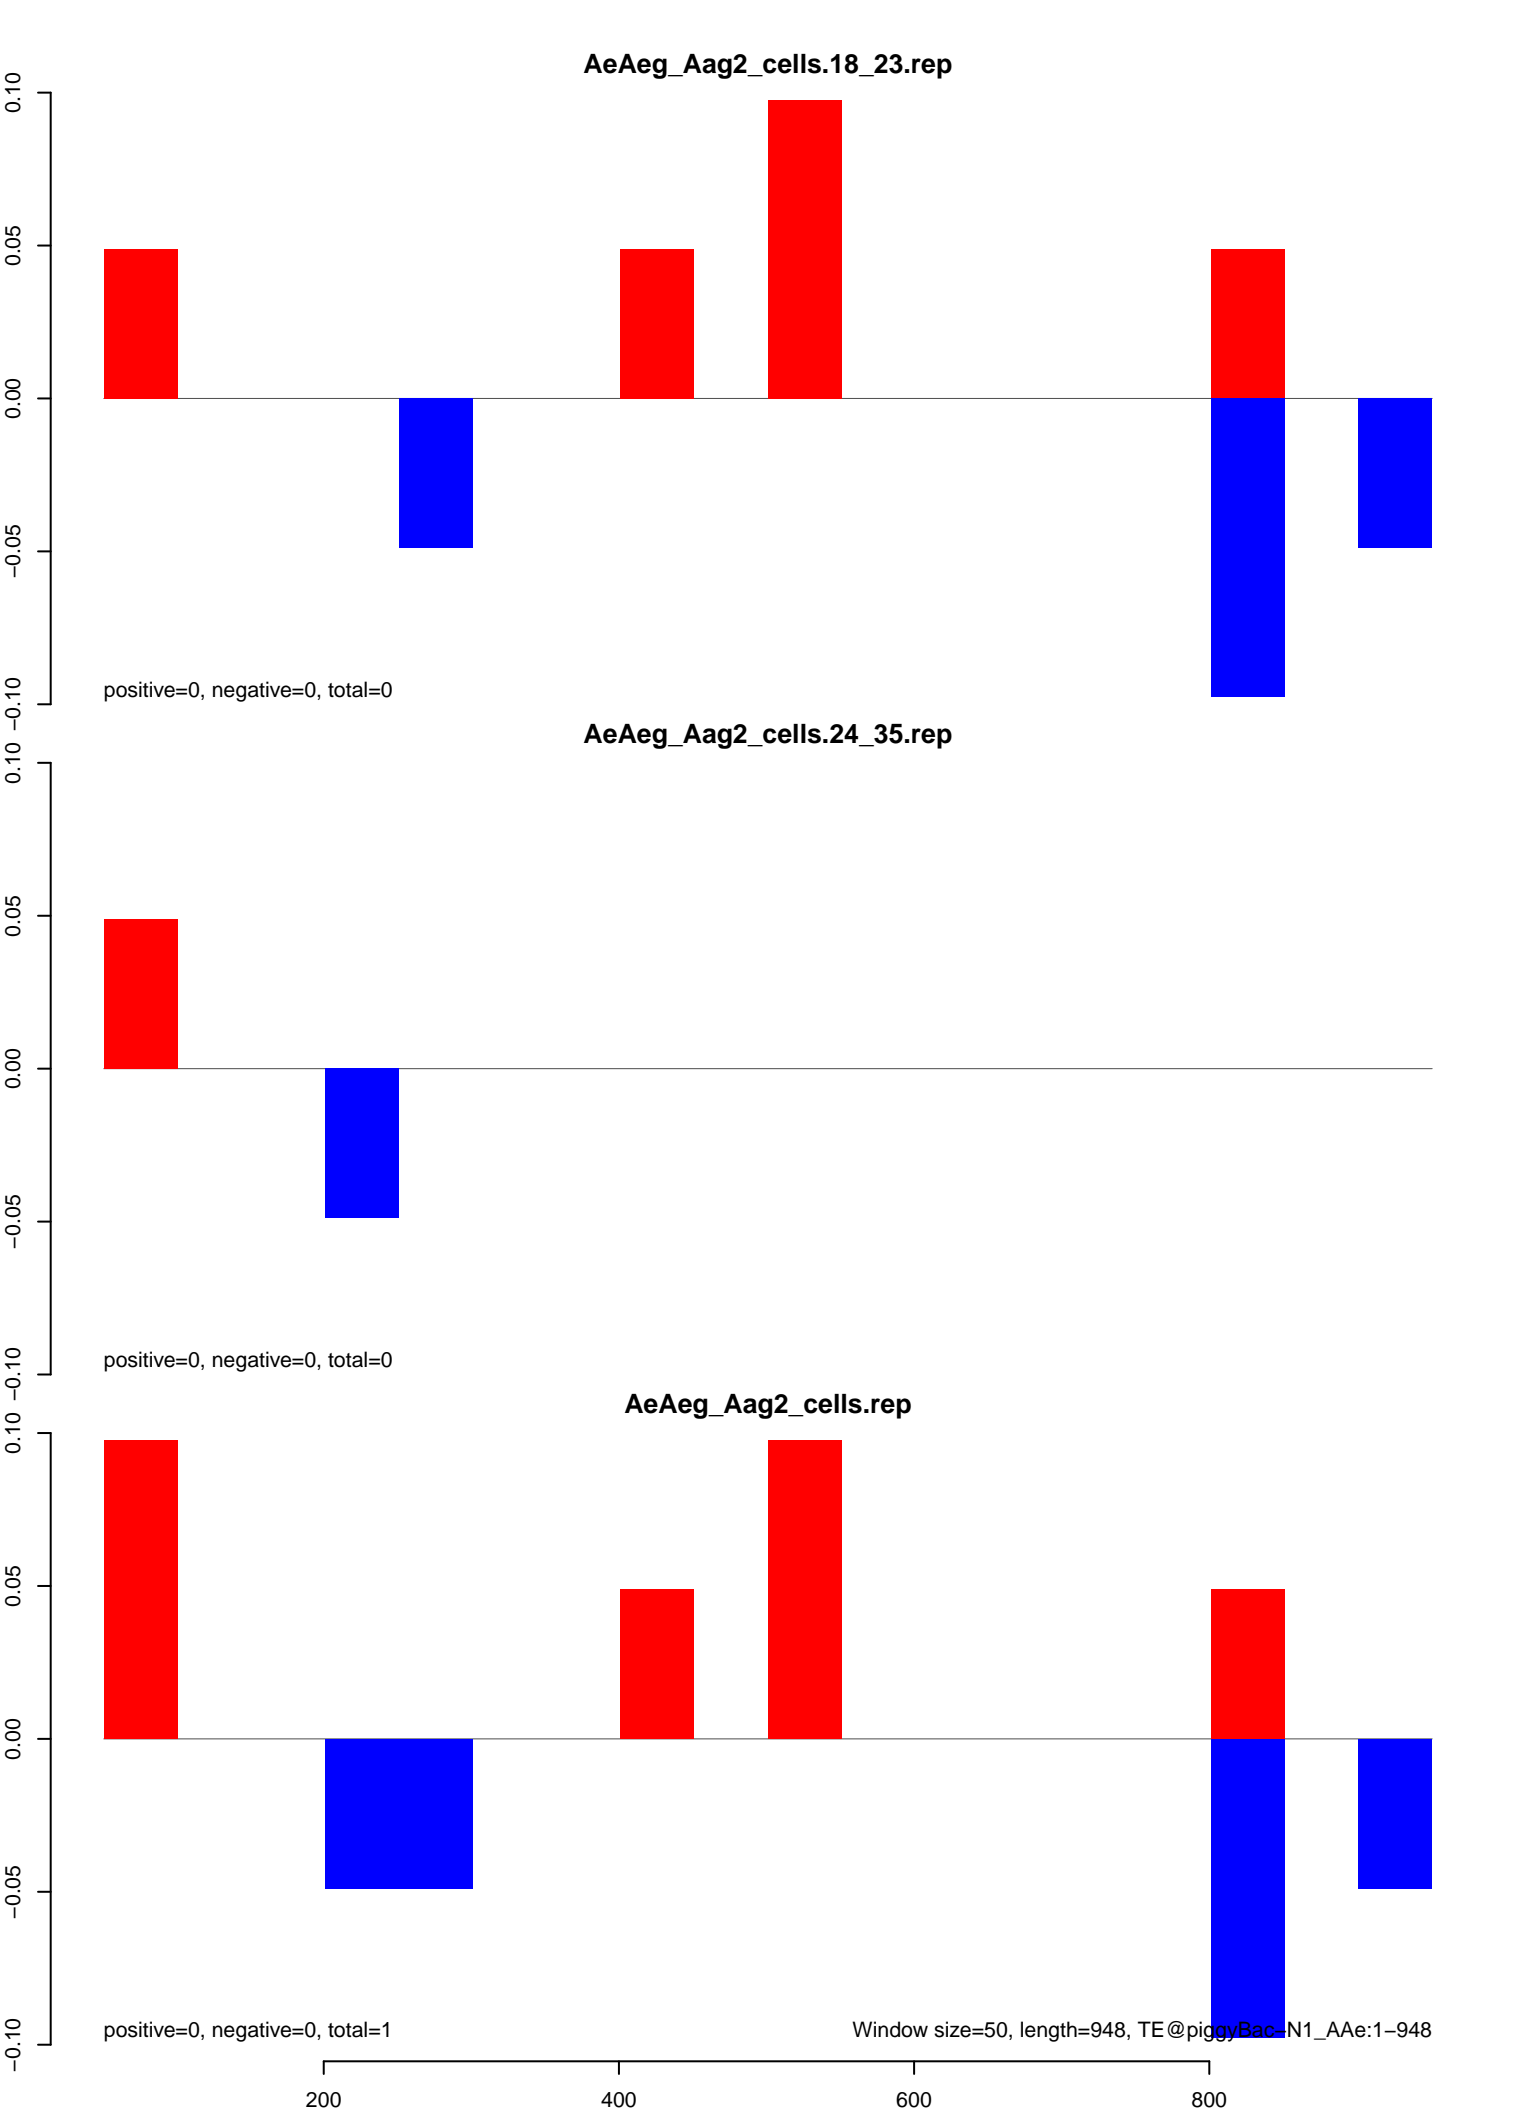 AeAeg_Aag2_cells.18_23.rep
0.10
0.05
0.00
−0.05
−0.10
positive=0, negative=0, total=0
AeAeg_Aag2_cells.24_35.rep
0.10
0.05
0.00
−0.05
−0.10
positive=0, negative=0, total=0
AeAeg_Aag2_cells.rep
0.10
0.05
0.00
−0.05
−0.10
positive=0, negative=0, total=1
Window size=50, length=948, TE@piggyBac−N1_AAe:1−948
200 400 600 800